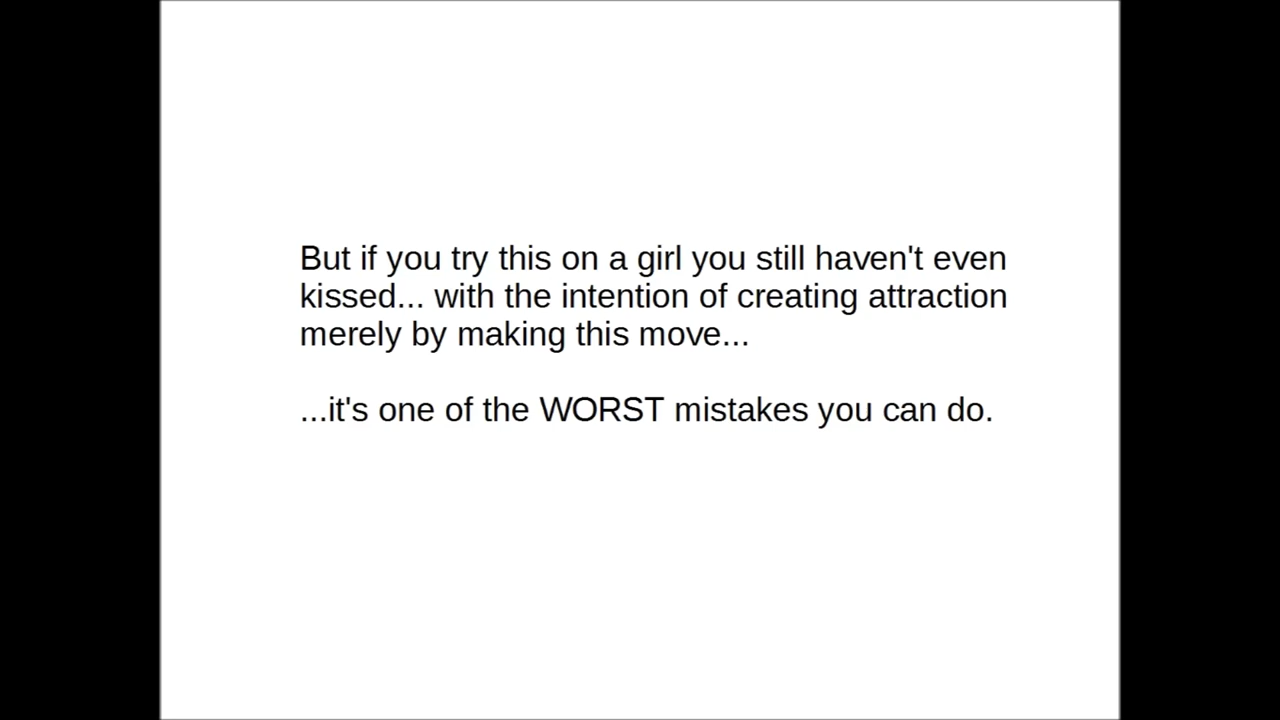 But if you try this on a girl you still haven't even
kissed... with the intention of creating attraction
merely by making this move...
...it's one of the WORST mistakes you can do.